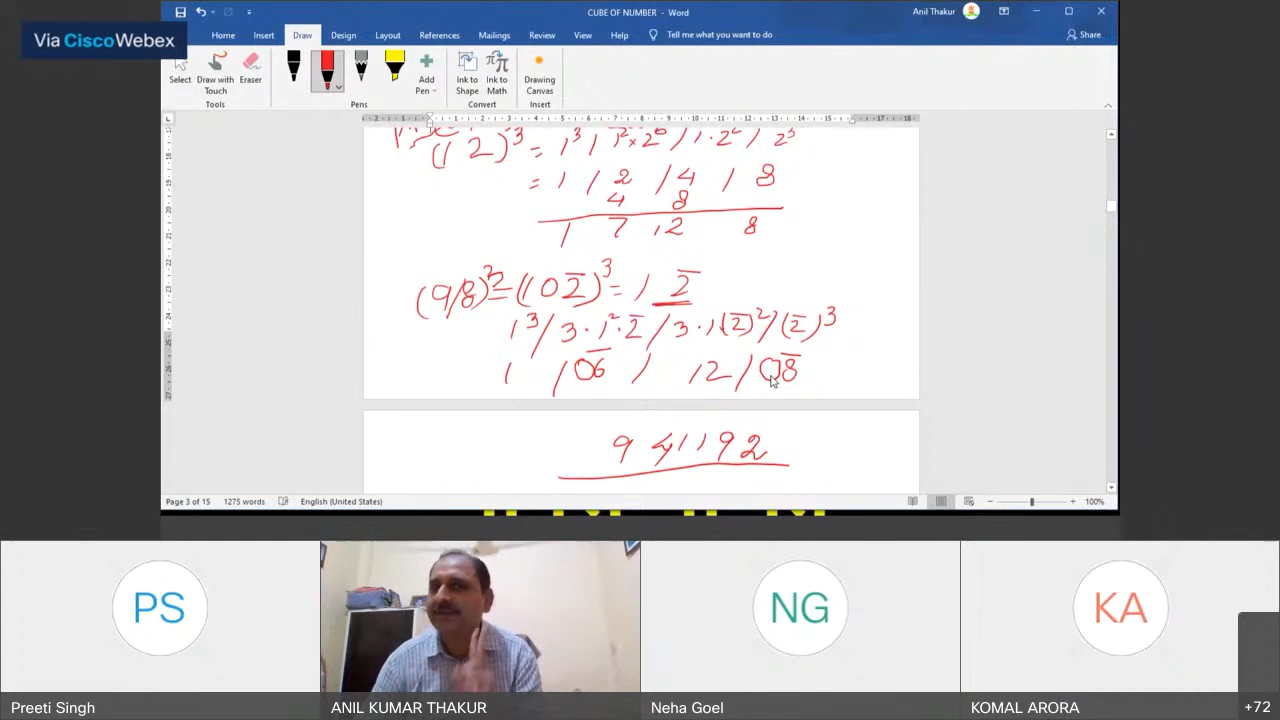 CUBE OF NUMBER - Word
Anil Thakur
Via Cisco Webex
Home Insert Draw Design Layout References Mailings Review View Help Tell me what you want to do Share
Select Draw with Touch Eraser Add Pen Ink to Shape Ink to Math Drawing Canvas
Tools Pens Convert Insert
(12)³ = 1³ / 1²×2 / 1·2² / 2³
= 1 / 2 / 4 / 8
4 8
1 7 12 8
(98)³ = (102̅)³ = 1 2̅
1³ / 3·1²·2̅ / 3·1·(2̅)² / (2̅)³
1 / 0̅6̅ / 12 / 0̅8̅
941192
Page 3 of 15 1275 words English (United States) 100%
PS NG KA
Preeti Singh ANIL KUMAR THAKUR Neha Goel KOMAL ARORA +72